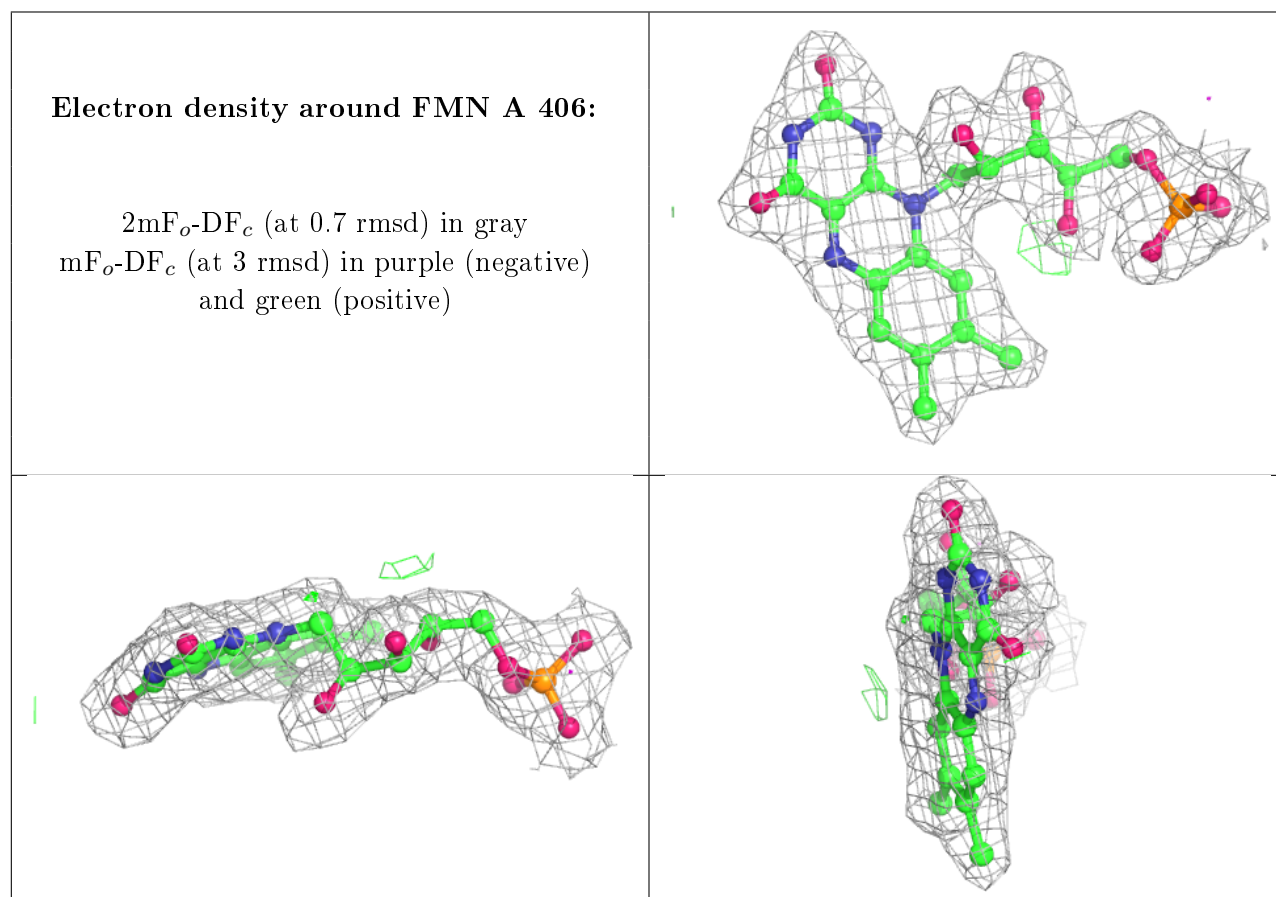 Electron density around FMN A 406:
2mFₒ-DF𝒸 (at 0.7 rmsd) in gray
mFₒ-DF𝒸 (at 3 rmsd) in purple (negative)
and green (positive)